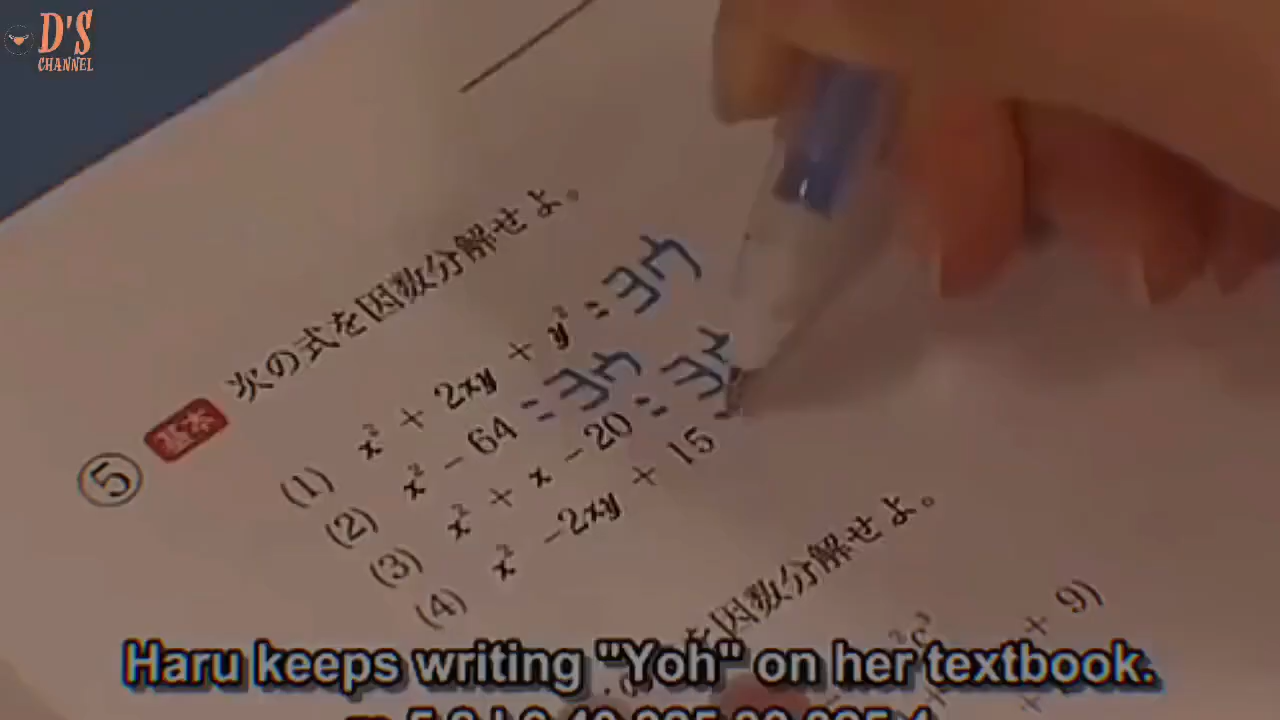 D'S
CHANNEL
次の式を因数分解せよ。
5 基本
(1) x² + 2xy + y² = ヨウ
(2) x² - 64 = ヨウ
(3) x² + x - 20 = ヨウ
(4) x² - 2xy + 15
を因数分解せよ。
+ 9)
Haru keeps writing "Yoh" on her textbook.